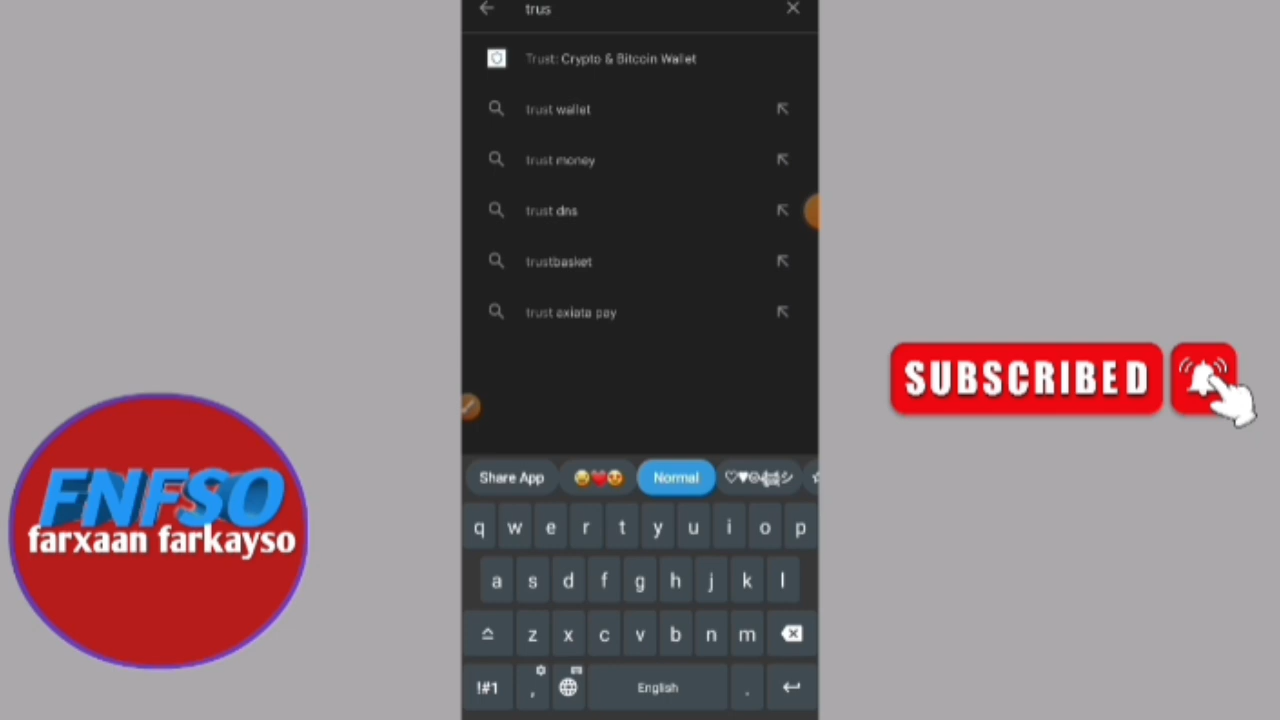 trus
Trust: Crypto & Bitcoin Wallet
trust wallet
trust money
trust dns
trustbasket
trust axiata pay
SUBSCRIBED
FNFSO
farxaan farkayso
Share App
Normal
q w e r t y u i o p
a s d f g h j k l
z x c v b n m
!#1 , English .